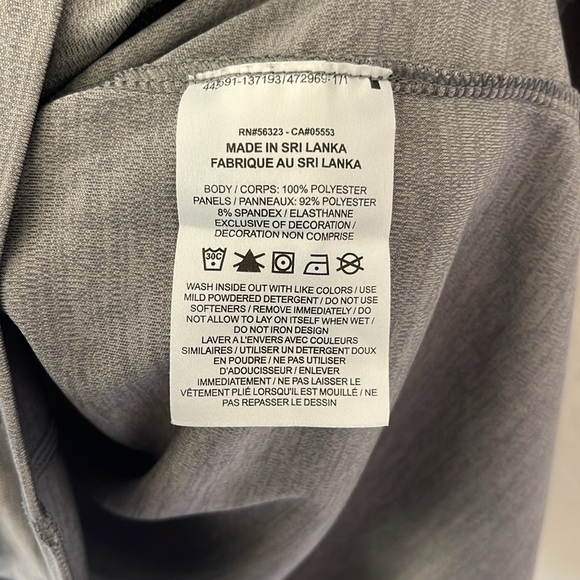 RN#56323 - CA#05553
MADE IN SRI LANKA
FABRIQUE AU SRI LANKA
BODY / CORPS: 100% POLYESTER
PANELS / PANNEAUX: 92% POLYESTER
8% SPANDEX / ELASTHANNE
EXCLUSIVE OF DECORATION /
DECORATION NON COMPRISE
30C
WASH INSIDE OUT WITH LIKE COLORS / USE
MILD POWDERED DETERGENT / DO NOT USE
SOFTENERS / REMOVE IMMEDIATELY / DO
NOT ALLOW TO LAY ON ITSELF WHEN WET /
DO NOT IRON DESIGN
LAVER A L'ENVERS AVEC COULEURS
SIMILAIRES / UTILISER UN DETERGENT DOUX
EN POUDRE / NE PAS UTILISER
D'ADOUCISSEUR / ENLEVER
IMMEDIATEMENT / NE PAS LAISSER LE
VÊTEMENT PLIÉ LORSQU'IL EST MOUILLÉ / NE
PAS REPASSER LE DESSIN